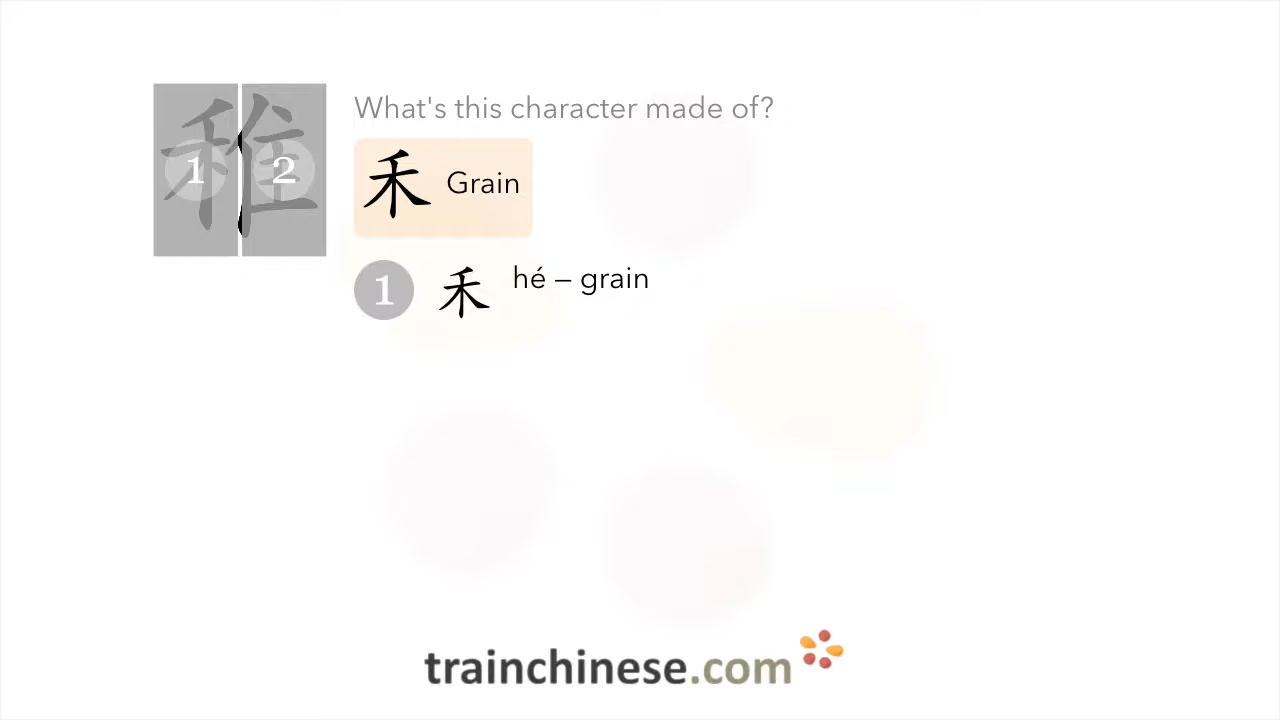 稚
1 2
What's this character made of?
禾 Grain
1 禾 hé – grain
trainchinese.com